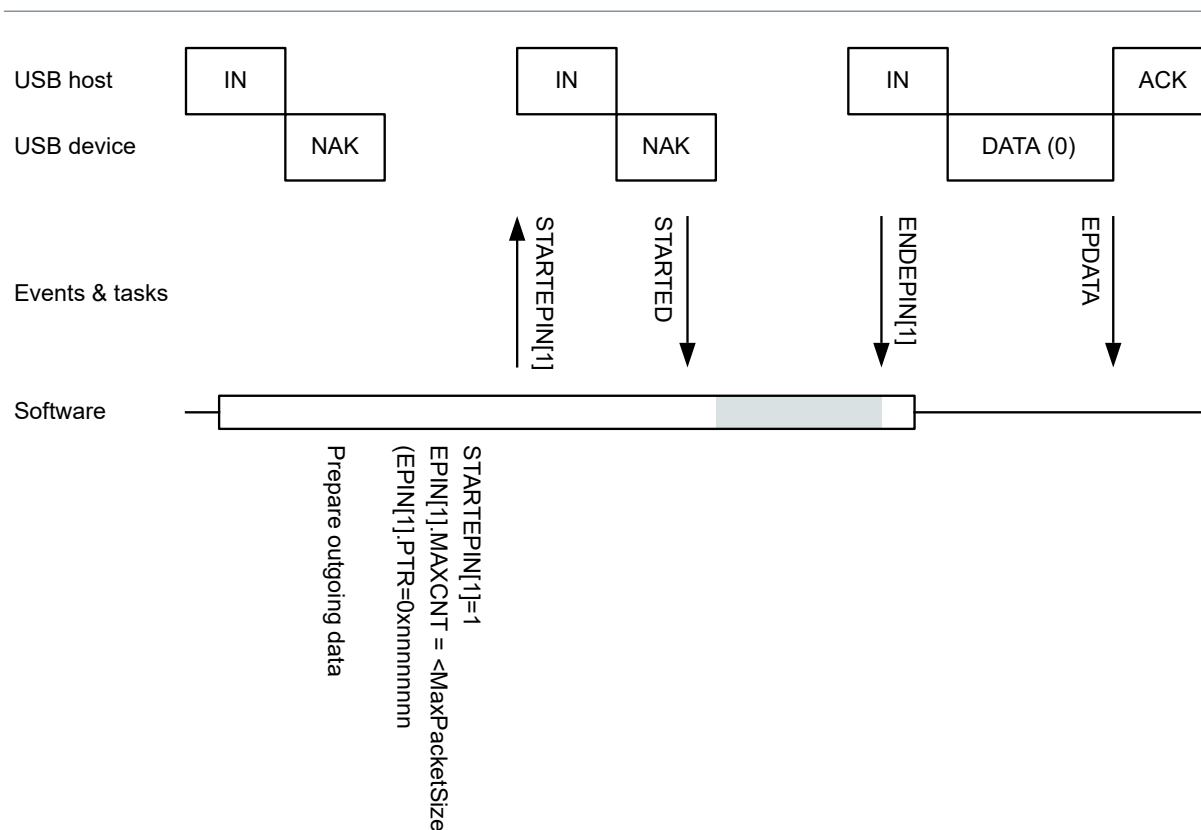 USB host
IN
IN
IN
ACK
USB device
NAK
NAK
DATA (0)
Events & tasks
STARTEPIN[1]
STARTED
ENDEPIN[1]
EPDATA
Software
Prepare outgoing data
(EPIN[1].PTR=0xnnnnnnnn
EPIN[1].MAXCNT = <MaxPacketSize
STARTEPIN[1]=1